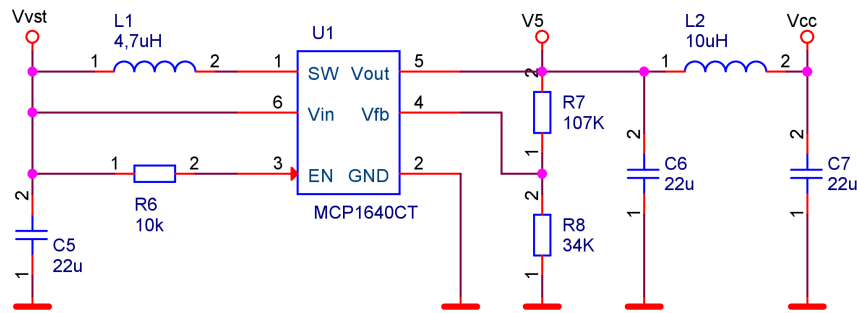 Vvst
L1
4,7uH
1
2
U1
1
SW
Vout
5
6
Vin
Vfb
4
1
2
3
EN
GND
2
R6
10k
MCP1640CT
2
C5
22u
1
V5
2
R7
107K
1
2
R8
34K
1
L2
10uH
1
2
Vcc
2
C6
22u
1
2
C7
22u
1